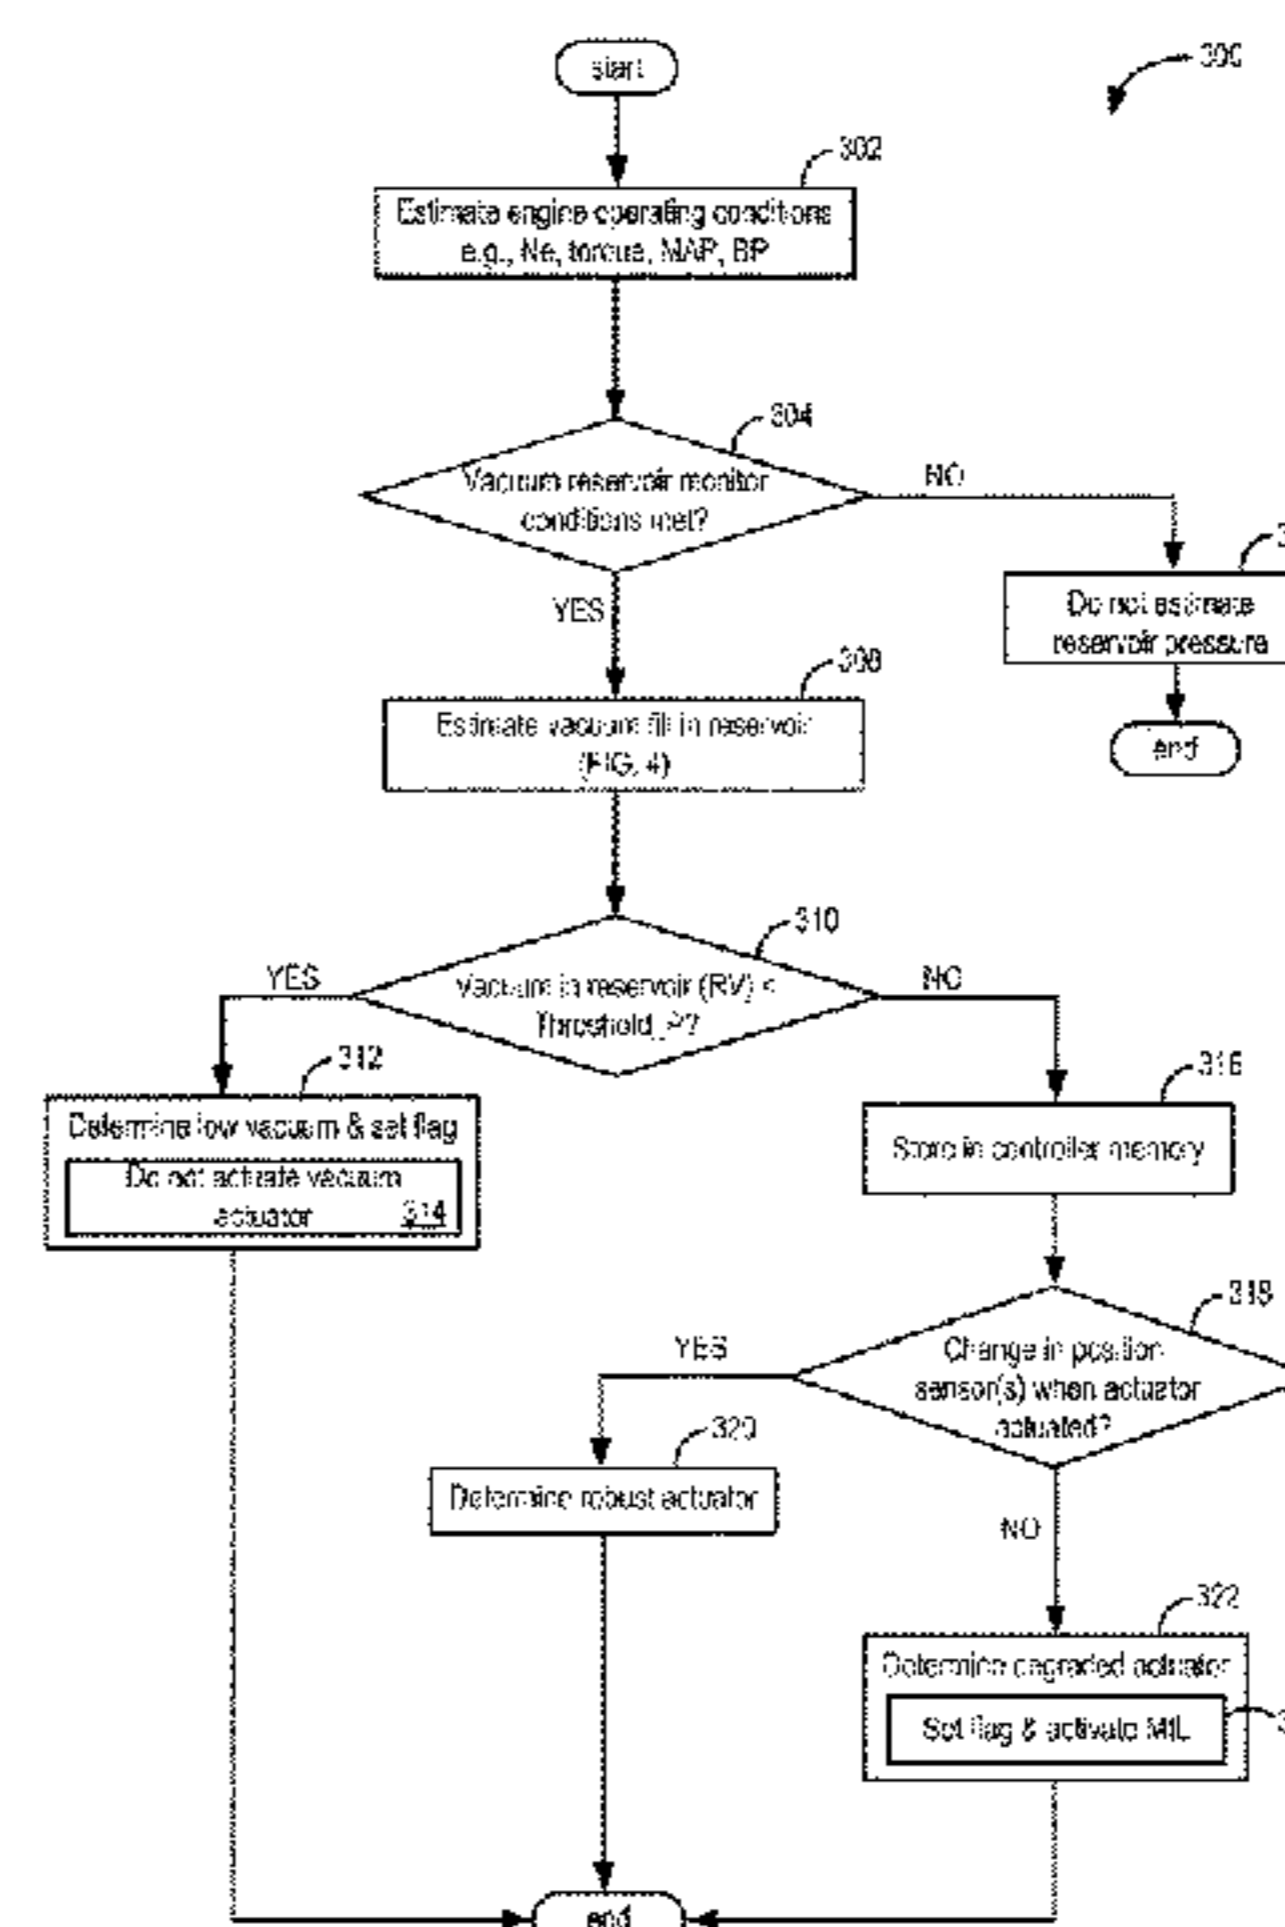 start
300
302
Estimate engine operating conditions
e.g., Ne, torque, MAP, BP
304
Vacuum reservoir monitor
conditions met?
NO
YES
3
Do not estimate
reservoir pressure
end
308
Estimate vacuum fill in reservoir
(FIG. 4)
310
Vacuum in reservoir (RV) <
Threshold_P?
YES
NO
312
Determine low vacuum & set flag
Do not actuate vacuum
actuator 314
316
Store in controller memory
318
Change in position
sensor(s) when actuator
actuated?
YES
NO
320
Determine robust actuator
322
Determine degraded actuator
Set flag & activate MIL
3
end